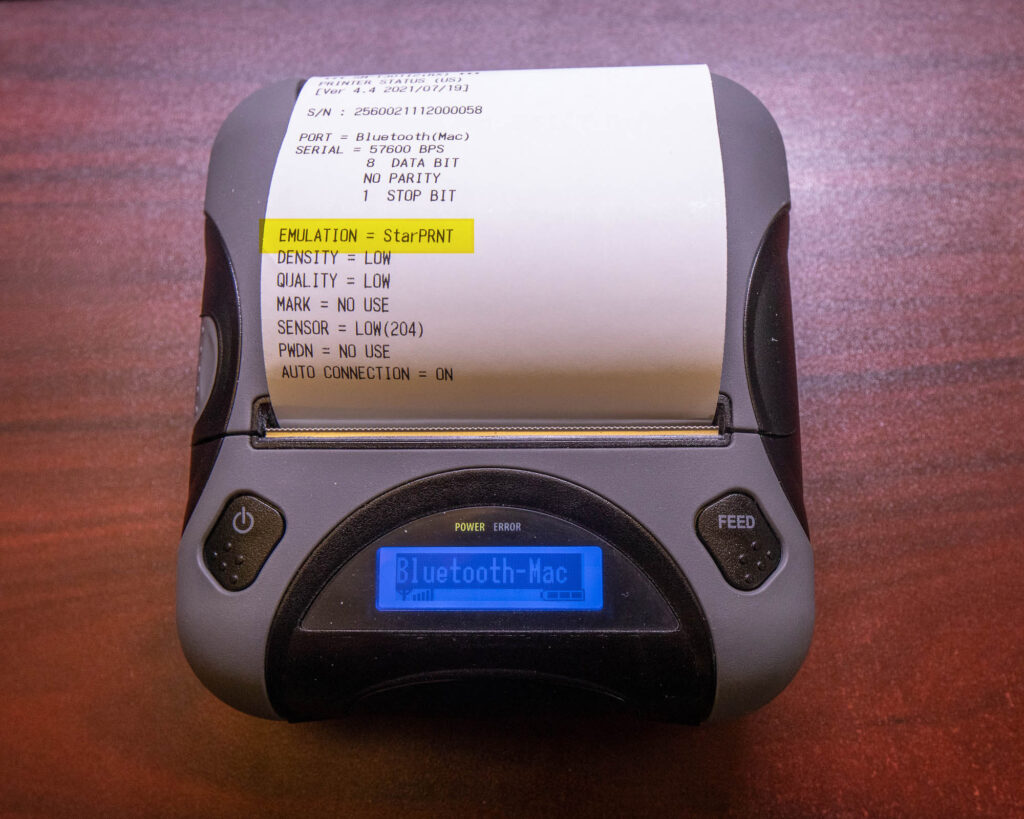 PRINTER STATUS (US)
[Ver 4.4 2021/07/19]
S/N : 2560021112000058
PORT = Bluetooth(Mac)
SERIAL = 57600 BPS
8 DATA BIT
NO PARITY
1 STOP BIT
EMULATION = StarPRNT
DENSITY = LOW
QUALITY = LOW
MARK = NO USE
SENSOR = LOW(204)
PWDN = NO USE
AUTO CONNECTION = ON
POWER ERROR
FEED
Bluetooth-Mac